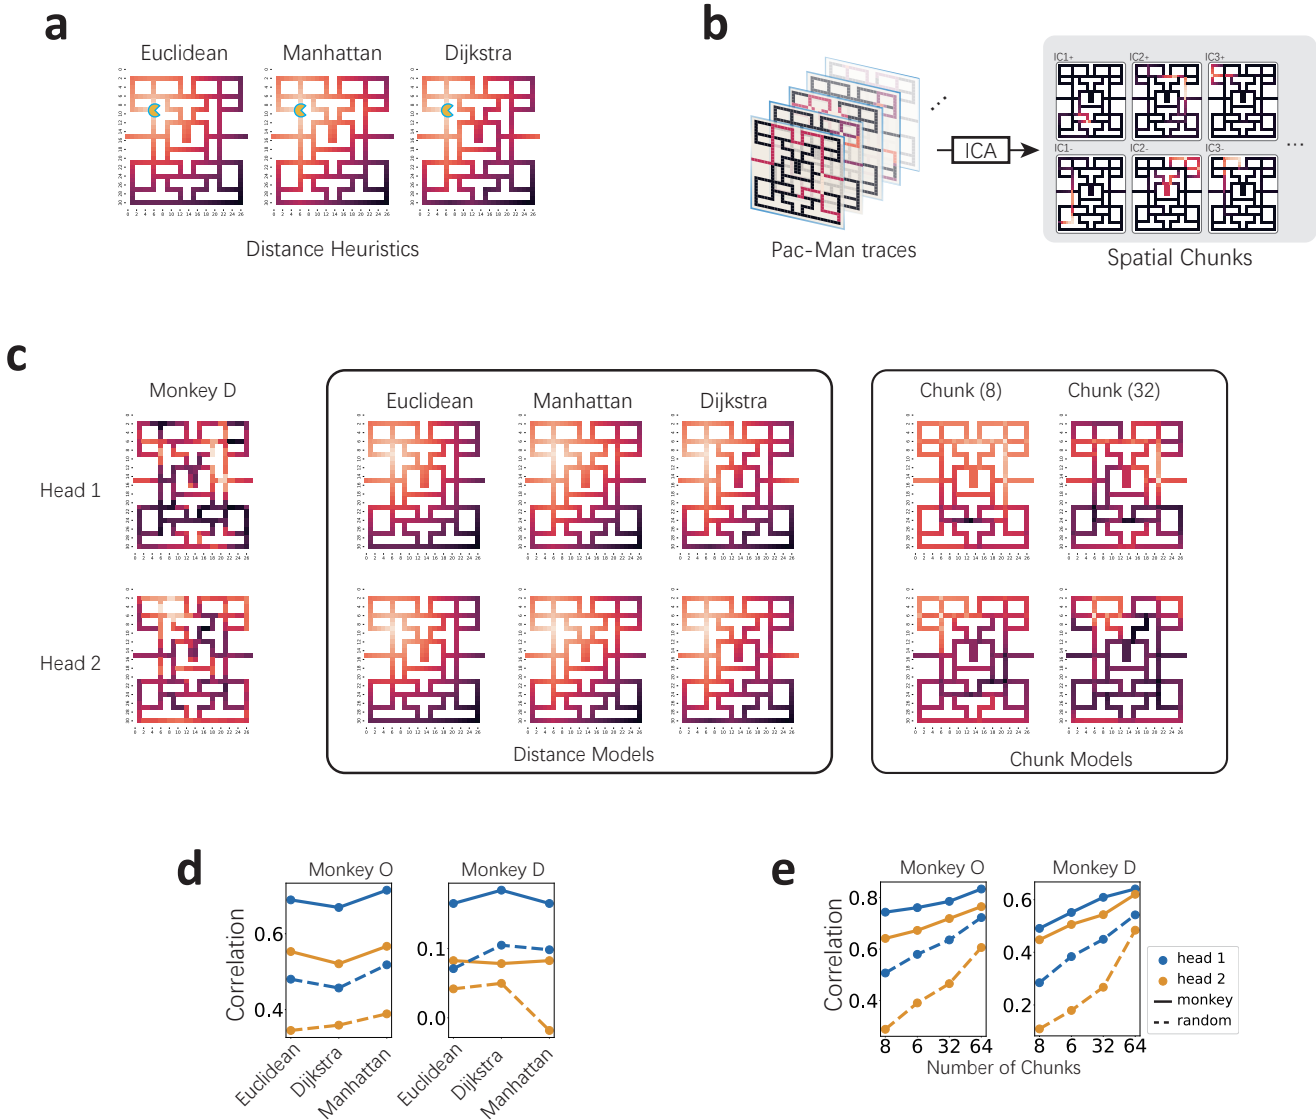 a
Euclidean Manhattan Dijkstra
Distance Heuristics
b
Pac-Man traces
ICA
IC1+ IC2+ IC3+
IC1- IC2- IC3-
...
Spatial Chunks
c
Monkey D
Euclidean Manhattan Dijkstra
Chunk (8) Chunk (32)
Head 1
Head 2
Distance Models
Chunk Models
d
Monkey O Monkey D
Correlation
0.6
0.4
0.1
0.0
Euclidean Dijkstra Manhattan
Euclidean Dijkstra Manhattan
e
Monkey O Monkey D
Correlation
0.8
0.6
0.4
0.6
0.4
0.2
8 6 32 64
8 6 32 64
Number of Chunks
head 1
head 2
monkey
random